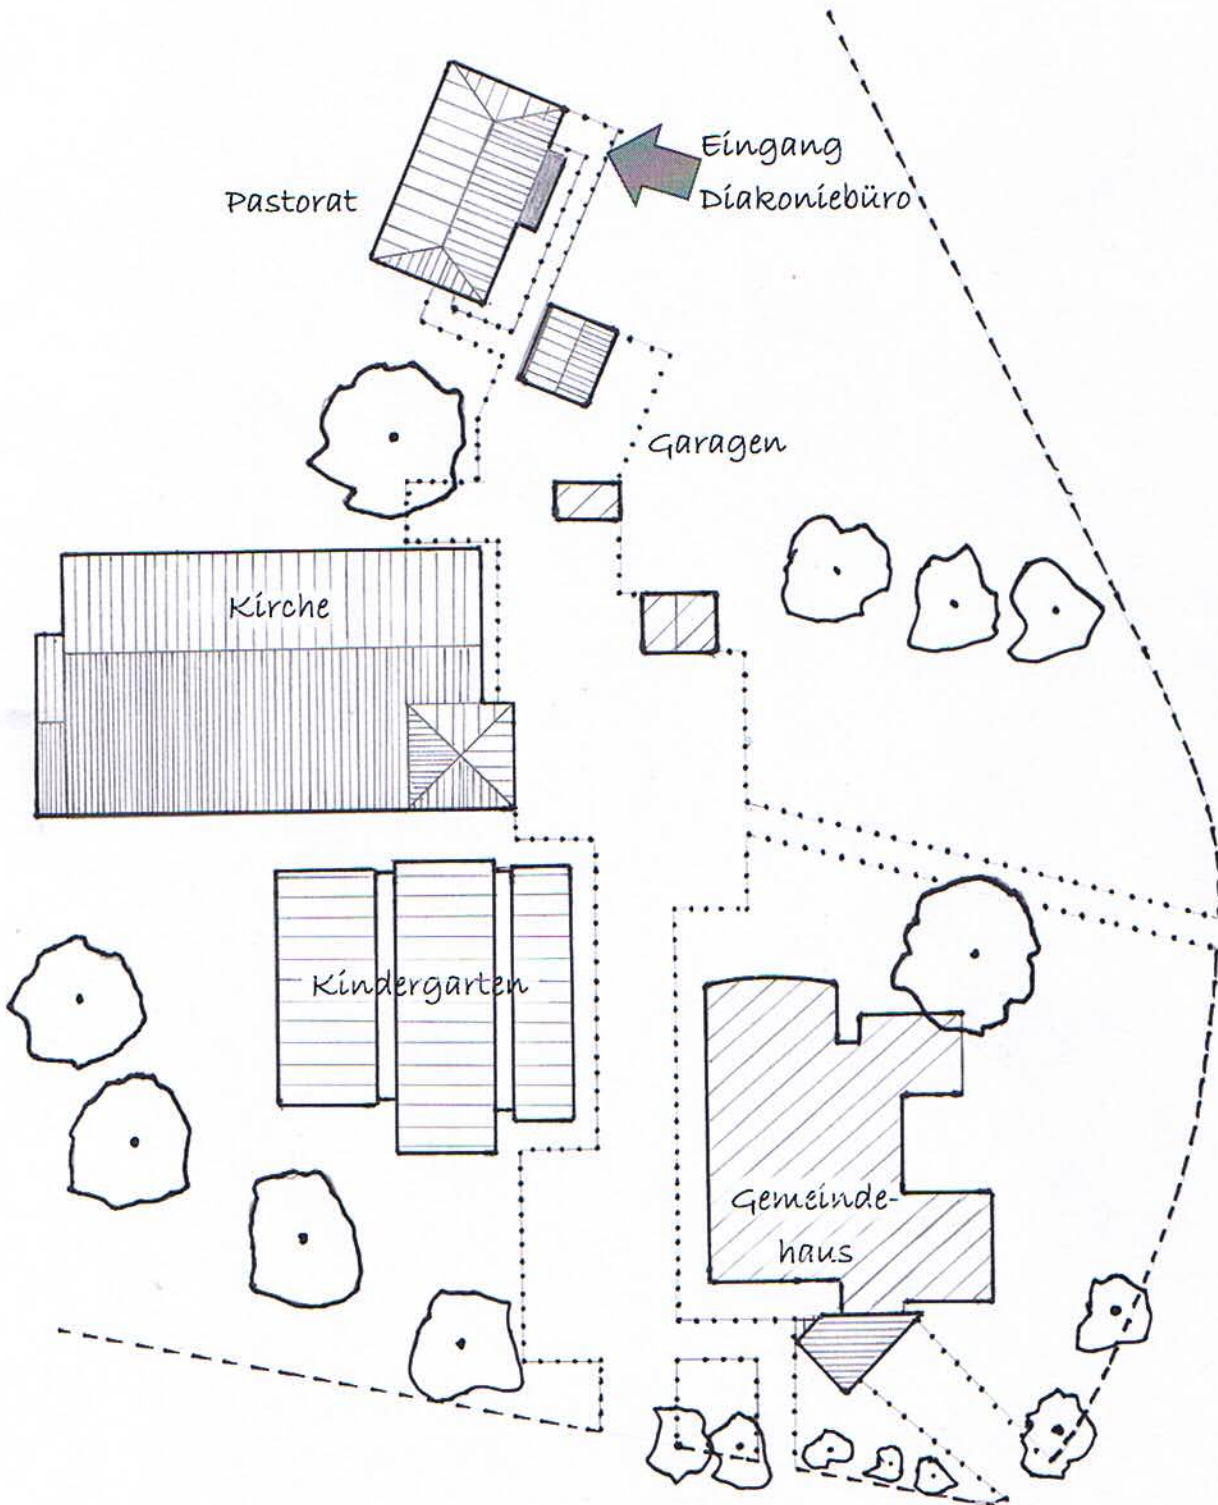 Eingang
Diakoniebüro
Pastorat
Garagen
Kirche
Kindergarten
Gemeinde-
haus